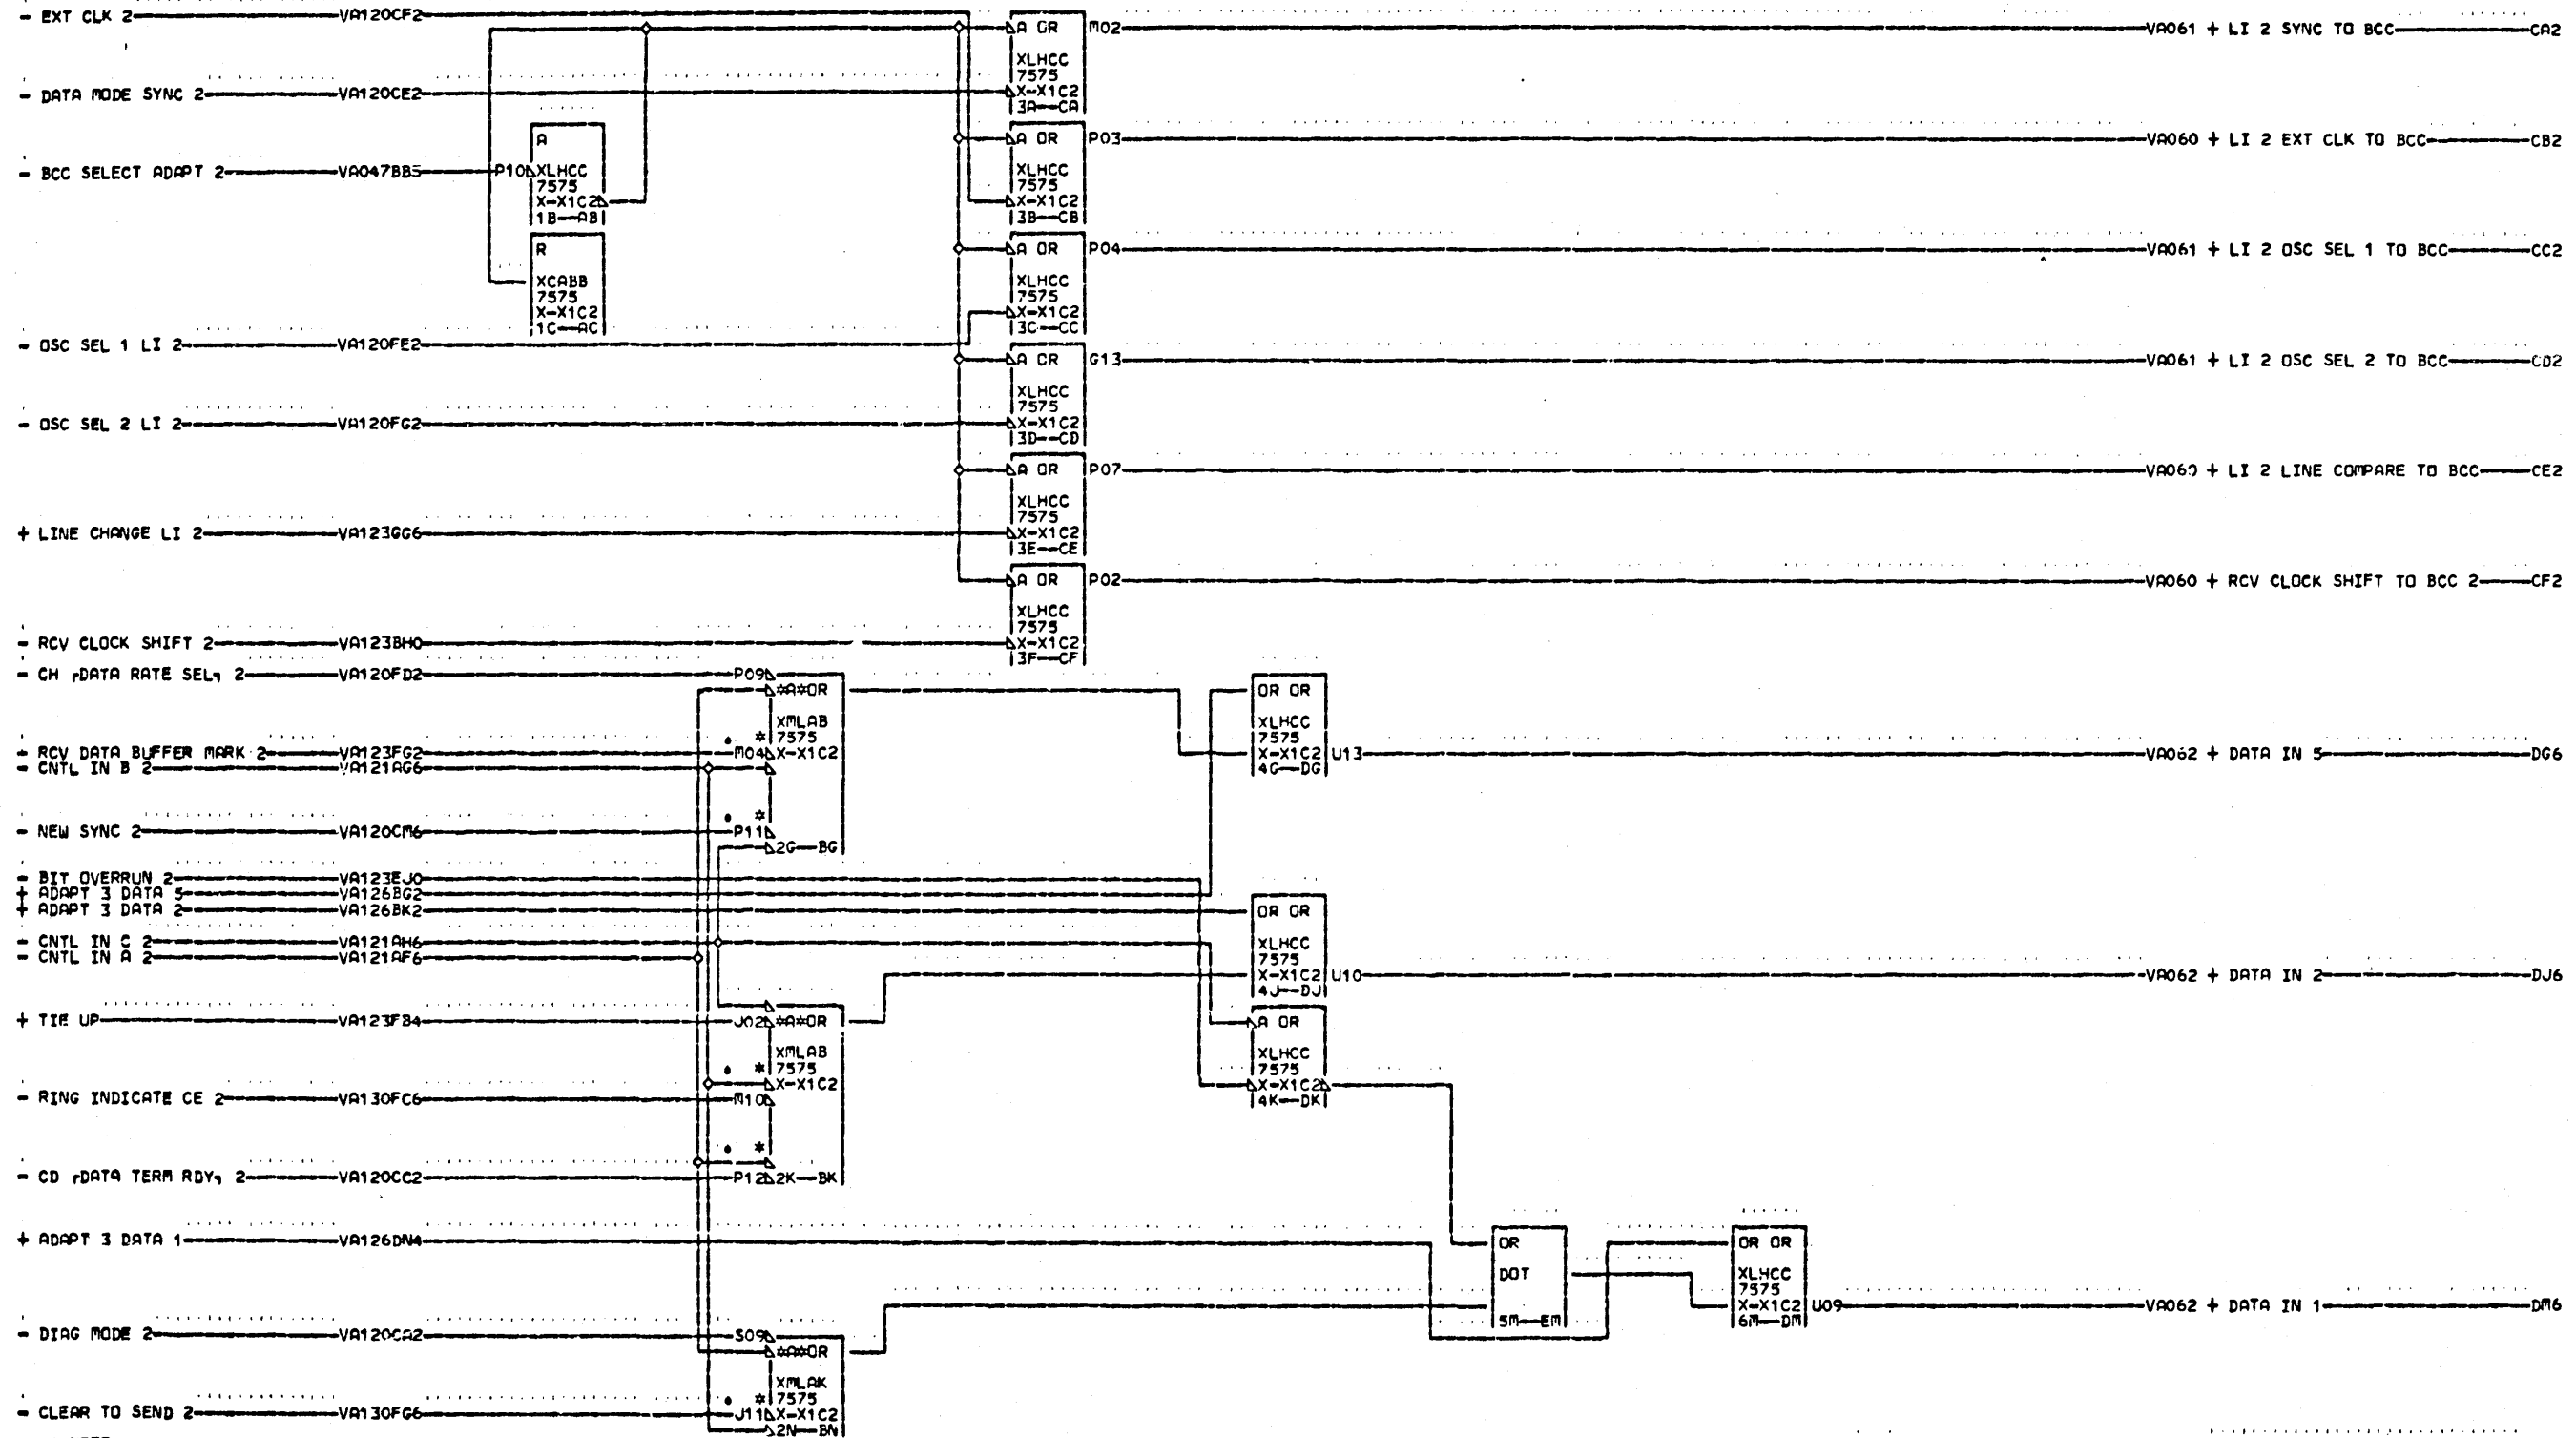 - EXT CLK 2 VA120CF2
A OR M02 VA061 + LI 2 SYNC TO BCC CA2
XLHCC
7575
- DATA MODE SYNC 2 VA120CE2 X-X1C2
3A CA
A
A OR P03 VA060 + LI 2 EXT CLK TO BCC CB2
- BCC SELECT ADAPT 2 VA047BB5 P10 XLHCC
7575
X-X1C2
1B AB
XLHCC
7575
X-X1C2
3B CB
R
XCABB
7575
X-X1C2
1C AC
A OR P04 VA061 + LI 2 OSC SEL 1 TO BCC CC2
XLHCC
7575
X-X1C2
3C CC
- OSC SEL 1 LI 2 VA120FE2
A OR G13 VA061 + LI 2 OSC SEL 2 TO BCC CD2
XLHCC
7575
- OSC SEL 2 LI 2 VA120FG2 X-X1C2
3D CD
A OR P07 VA060 + LI 2 LINE COMPARE TO BCC CE2
XLHCC
7575
+ LINE CHANGE LI 2 VA123GG6 X-X1C2
3E CE
A OR P02 VA060 + RCV CLOCK SHIFT TO BCC 2 CF2
XLHCC
7575
- RCV CLOCK SHIFT 2 VA123BH0 X-X1C2
3F CF
- CH ┌DATA RATE SEL┐ 2 VA120FD2 P09
*A*OR
OR OR
XMLAB
* 7575
XLHCC
7575
- RCV DATA BUFFER MARK 2 VA123FG2 M04 X-X1C2
X-X1C2 U13 VA062 + DATA IN 5 DG6
- CNTL IN B 2 VA121AG6
4G DG
*
- NEW SYNC 2 VA120CM6 P11
2G BG
- BIT OVERRUN 2 VA123EJ0
+ ADAPT 3 DATA 5 VA126BG2
+ ADAPT 3 DATA 2 VA126BK2 OR OR
- CNTL IN C 2 VA121AH6 XLHCC
- CNTL IN A 2 VA121AF6 7575
X-X1C2 U10 VA062 + DATA IN 2 DJ6
4J DJ
+ TIE UP VA123FB4 J02 *A*OR
A OR
XMLAB
* 7575
X-X1C2
XLHCC
7575
X-X1C2
4K DK
- RING INDICATE CE 2 VA130FC6 M10
*
- CD ┌DATA TERM RDY┐ 2 VA120CC2 P12 2K BK
+ ADAPT 3 DATA 1 VA126DN4 OR OR OR
DOT XLHCC
7575
X-X1C2 U09 VA062 + DATA IN 1 DM6
5M EM 6M DM
- DIAG MODE 2 VA120CA2 S09
*A*OR
XMLAK
* 7575
- CLEAR TO SEND 2 VA130FG6 J11 X-X1C2
2N BN